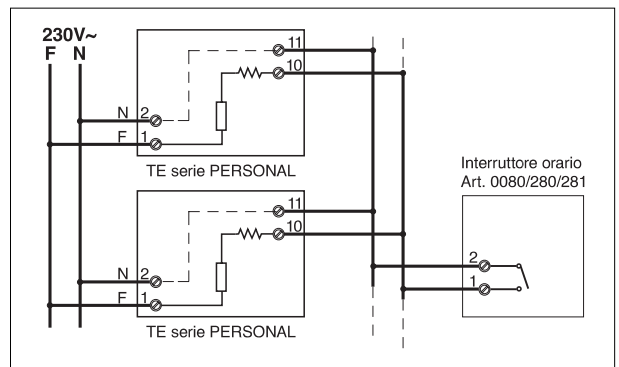 230V~
F N
11
10
N 2
F 1
TE serie PERSONAL
Interruttore orario
Art. 0080/280/281
11
10
2
1
N 2
F 1
TE serie PERSONAL